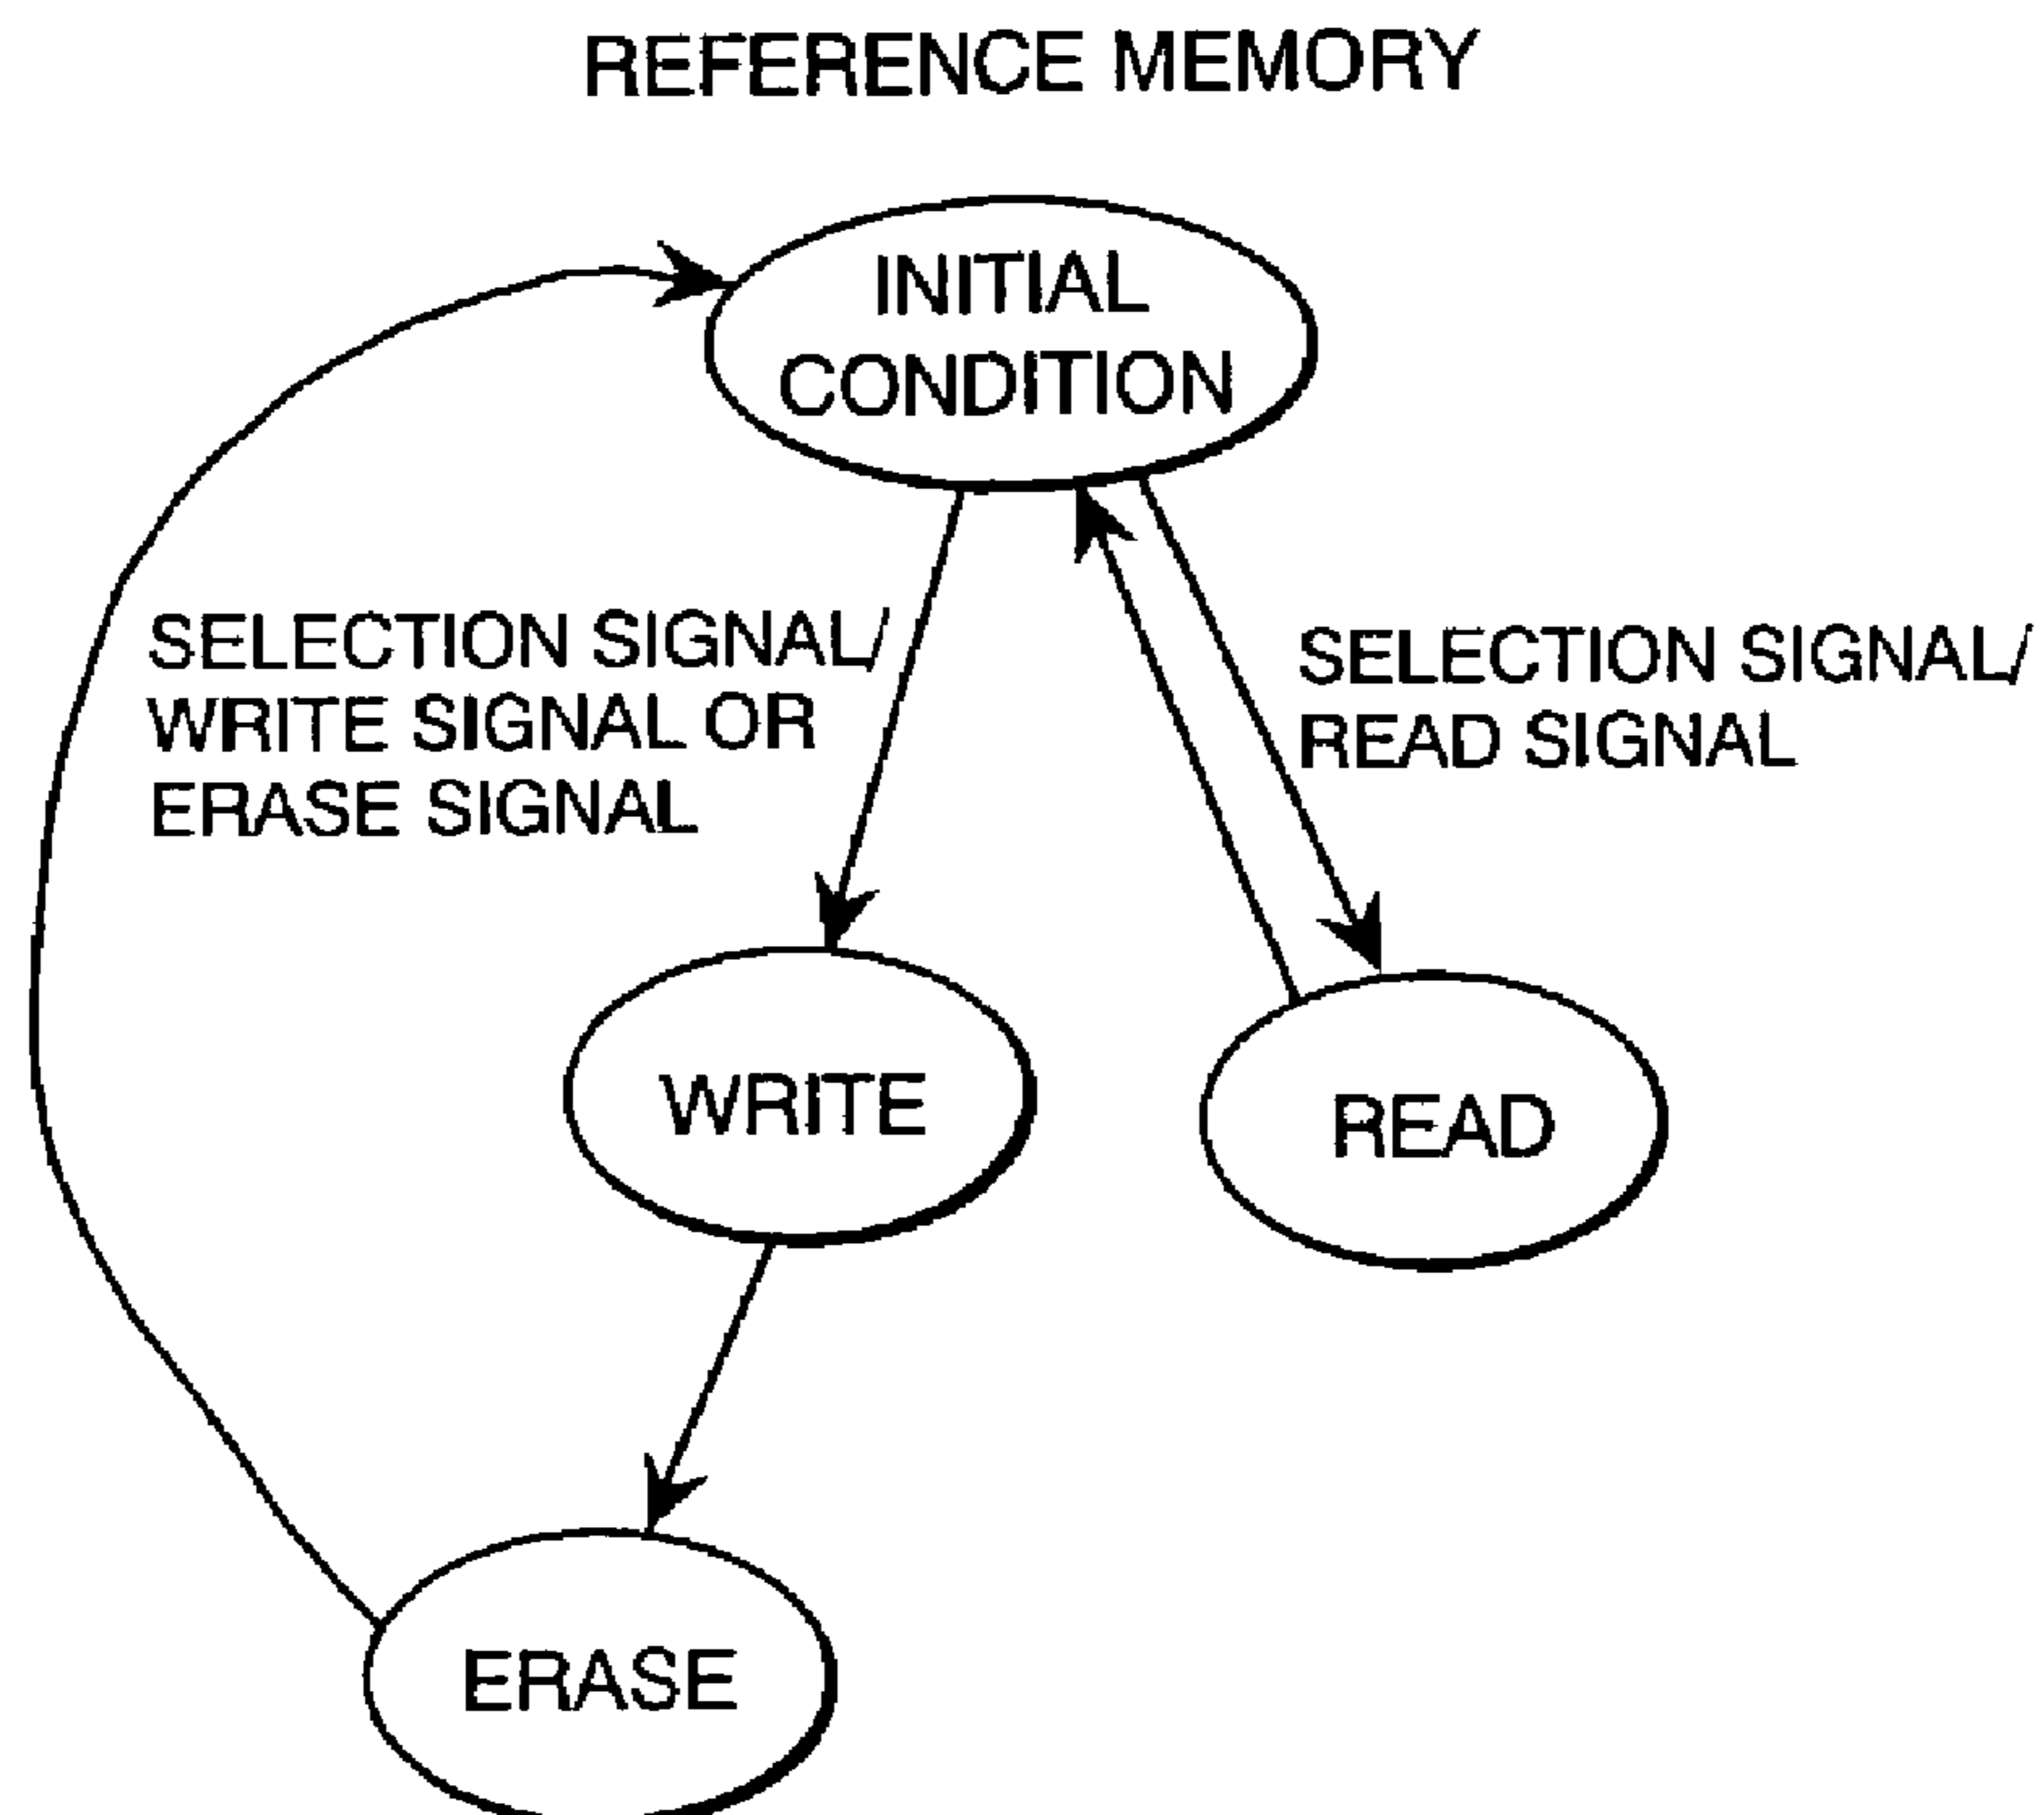 REFERENCE MEMORY
INITIAL
CONDITION
SELECTION SIGNAL/
WRITE SIGNAL OR
ERASE SIGNAL
SELECTION SIGNAL/
READ SIGNAL
WRITE
READ
ERASE